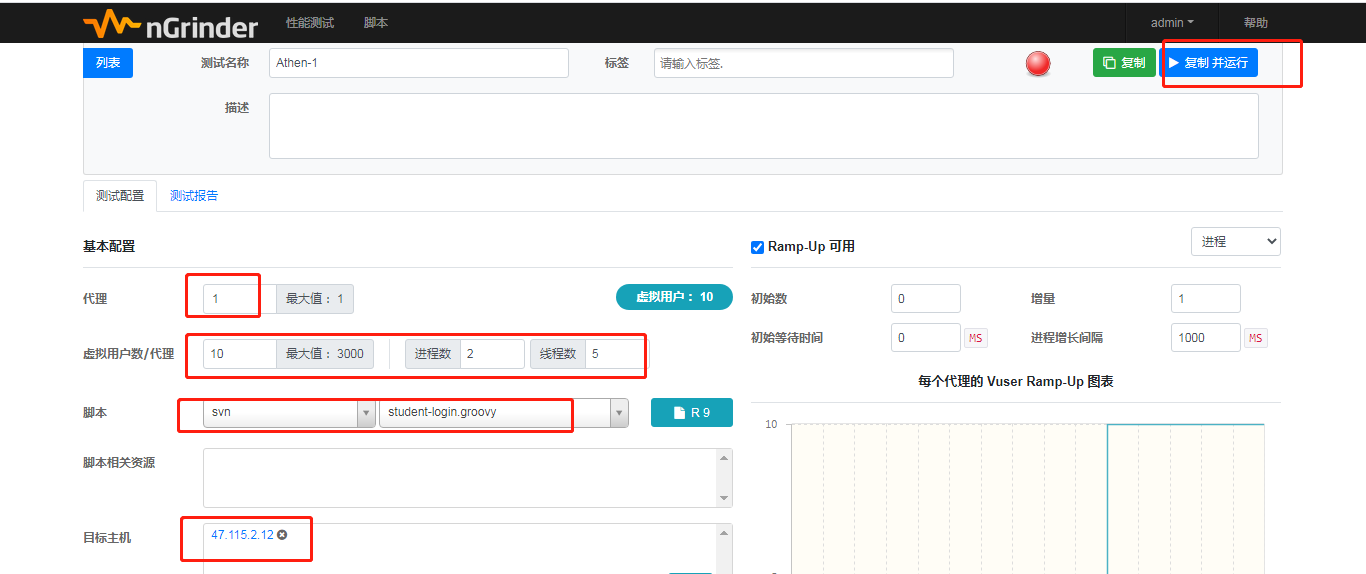 nGrinder 性能测试 脚本 admin 帮助
列表 测试名称 Athen-1 标签 请输入标签. 复制 复制 并运行
描述
测试配置 测试报告
基本配置 Ramp-Up 可用 进程
代理 1 最大值： 1 虚拟用户： 10 初始数 0 增量 1
虚拟用户数/代理 10 最大值： 3000 进程数 2 线程数 5 初始等待时间 0 MS 进程增长间隔 1000 MS
每个代理的 Vuser Ramp-Up 图表
脚本 svn student-login.groovy R 9
10
脚本相关资源
目标主机 47.115.2.12